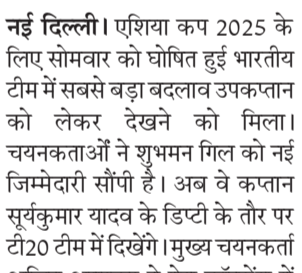 नई दिल्ली। एशिया कप 2025 के
लिए सोमवार को घोषित हुई भारतीय
टीम में सबसे बड़ा बदलाव उपकप्तान
को लेकर देखने को मिला।
चयनकर्ताओं ने शुभमन गिल को नई
जिम्मेदारी सौंपी है। अब वे कप्तान
सूर्यकुमार यादव के डिप्टी के तौर पर
टी20 टीम में दिखेंगे। मुख्य चयनकर्ता